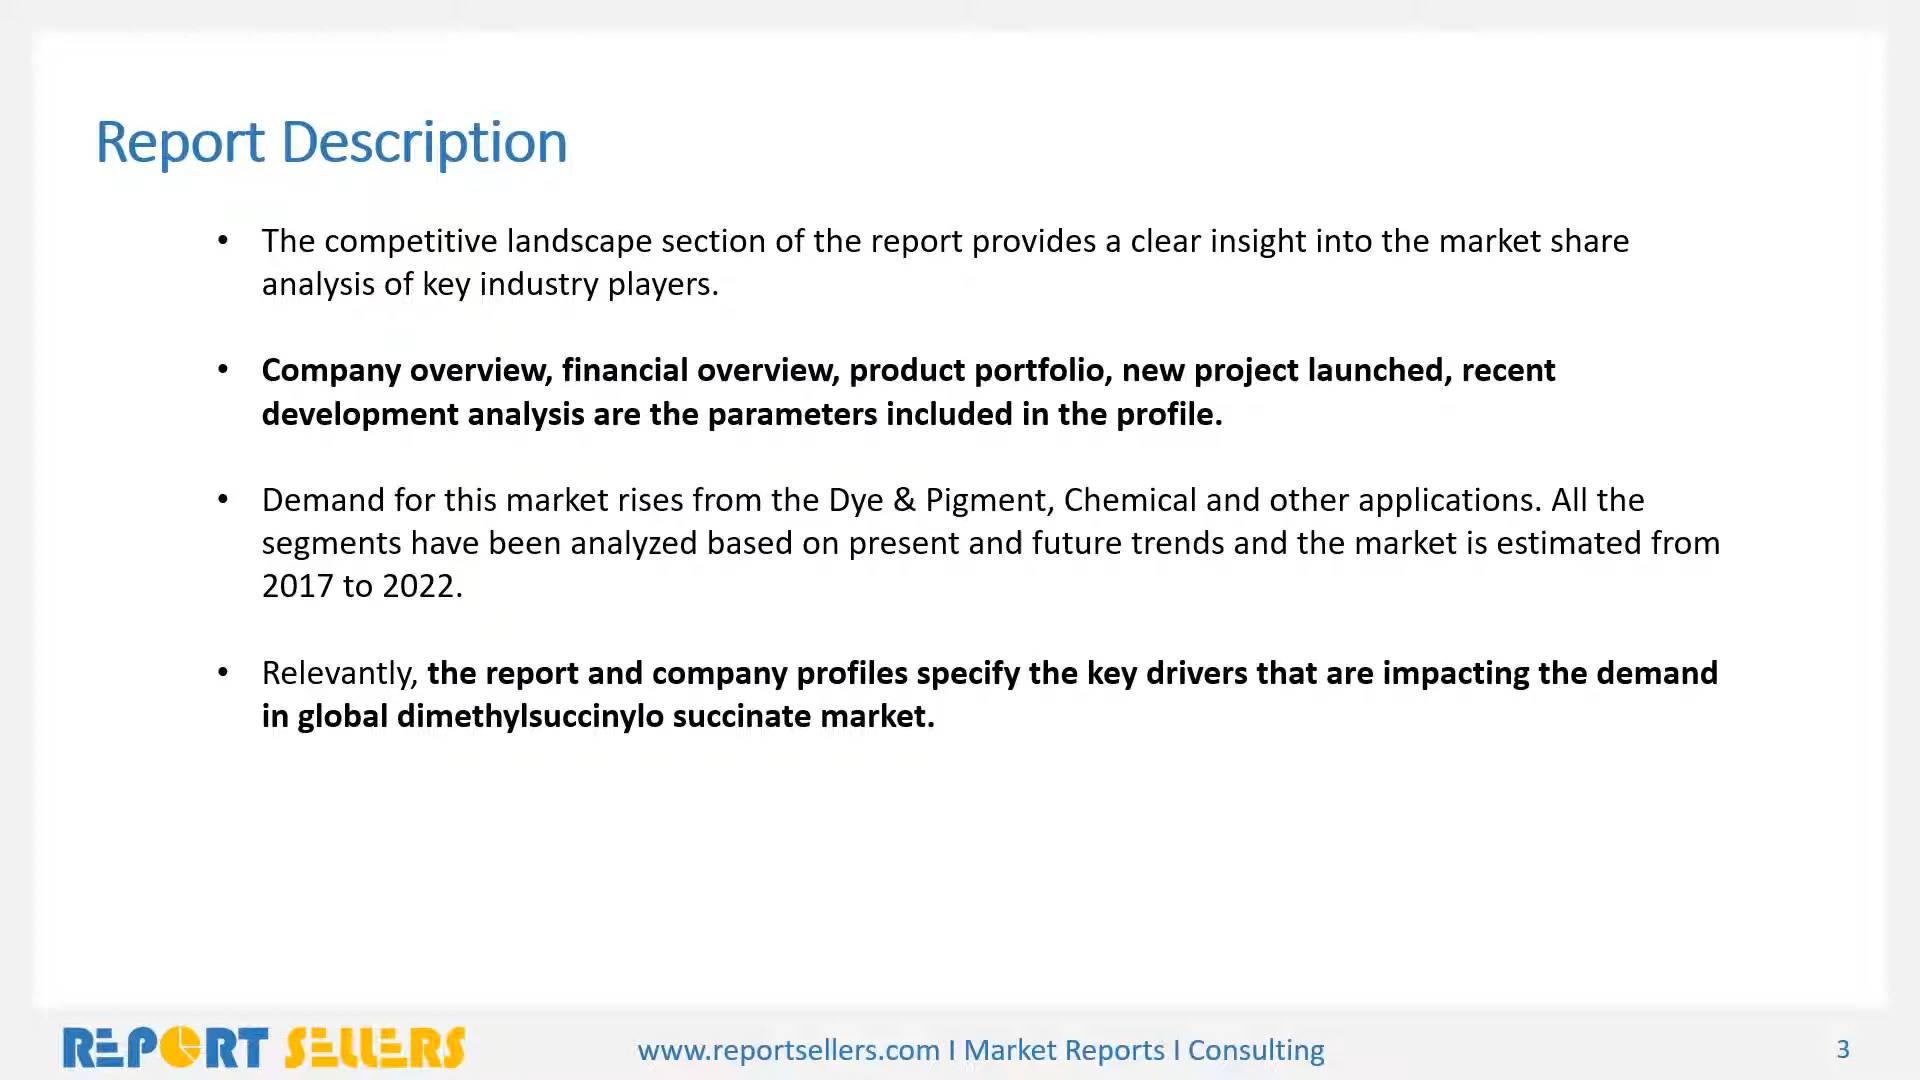 Report Description
• The competitive landscape section of the report provides a clear insight into the market share
analysis of key industry players.
• Company overview, financial overview, product portfolio, new project launched, recent
development analysis are the parameters included in the profile.
• Demand for this market rises from the Dye & Pigment, Chemical and other applications. All the
segments have been analyzed based on present and future trends and the market is estimated from
2017 to 2022.
• Relevantly, the report and company profiles specify the key drivers that are impacting the demand
in global dimethylsuccinylo succinate market.
REPORT SELLERS
www.reportsellers.com I Market Reports I Consulting
3